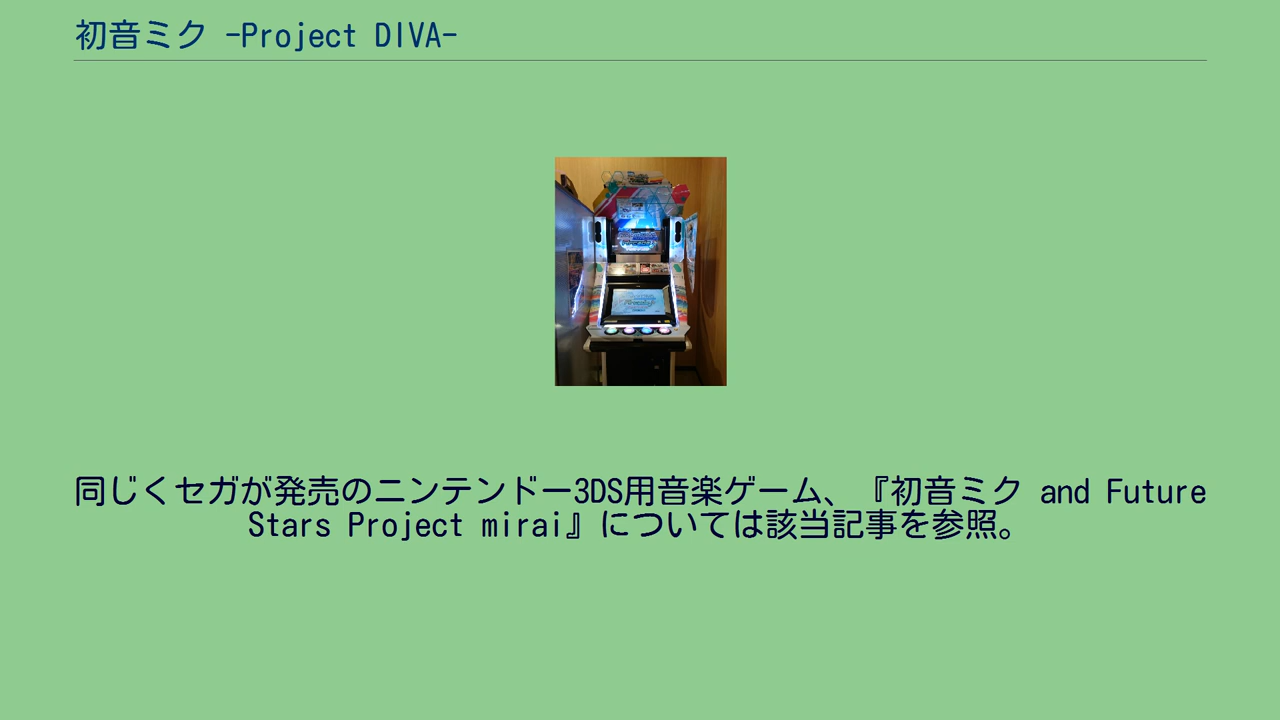 初音ミク -Project DIVA-
同じくセガが発売のニンテンドー3DS用音楽ゲーム、『初音ミク and Future
Stars Project mirai』については該当記事を参照。